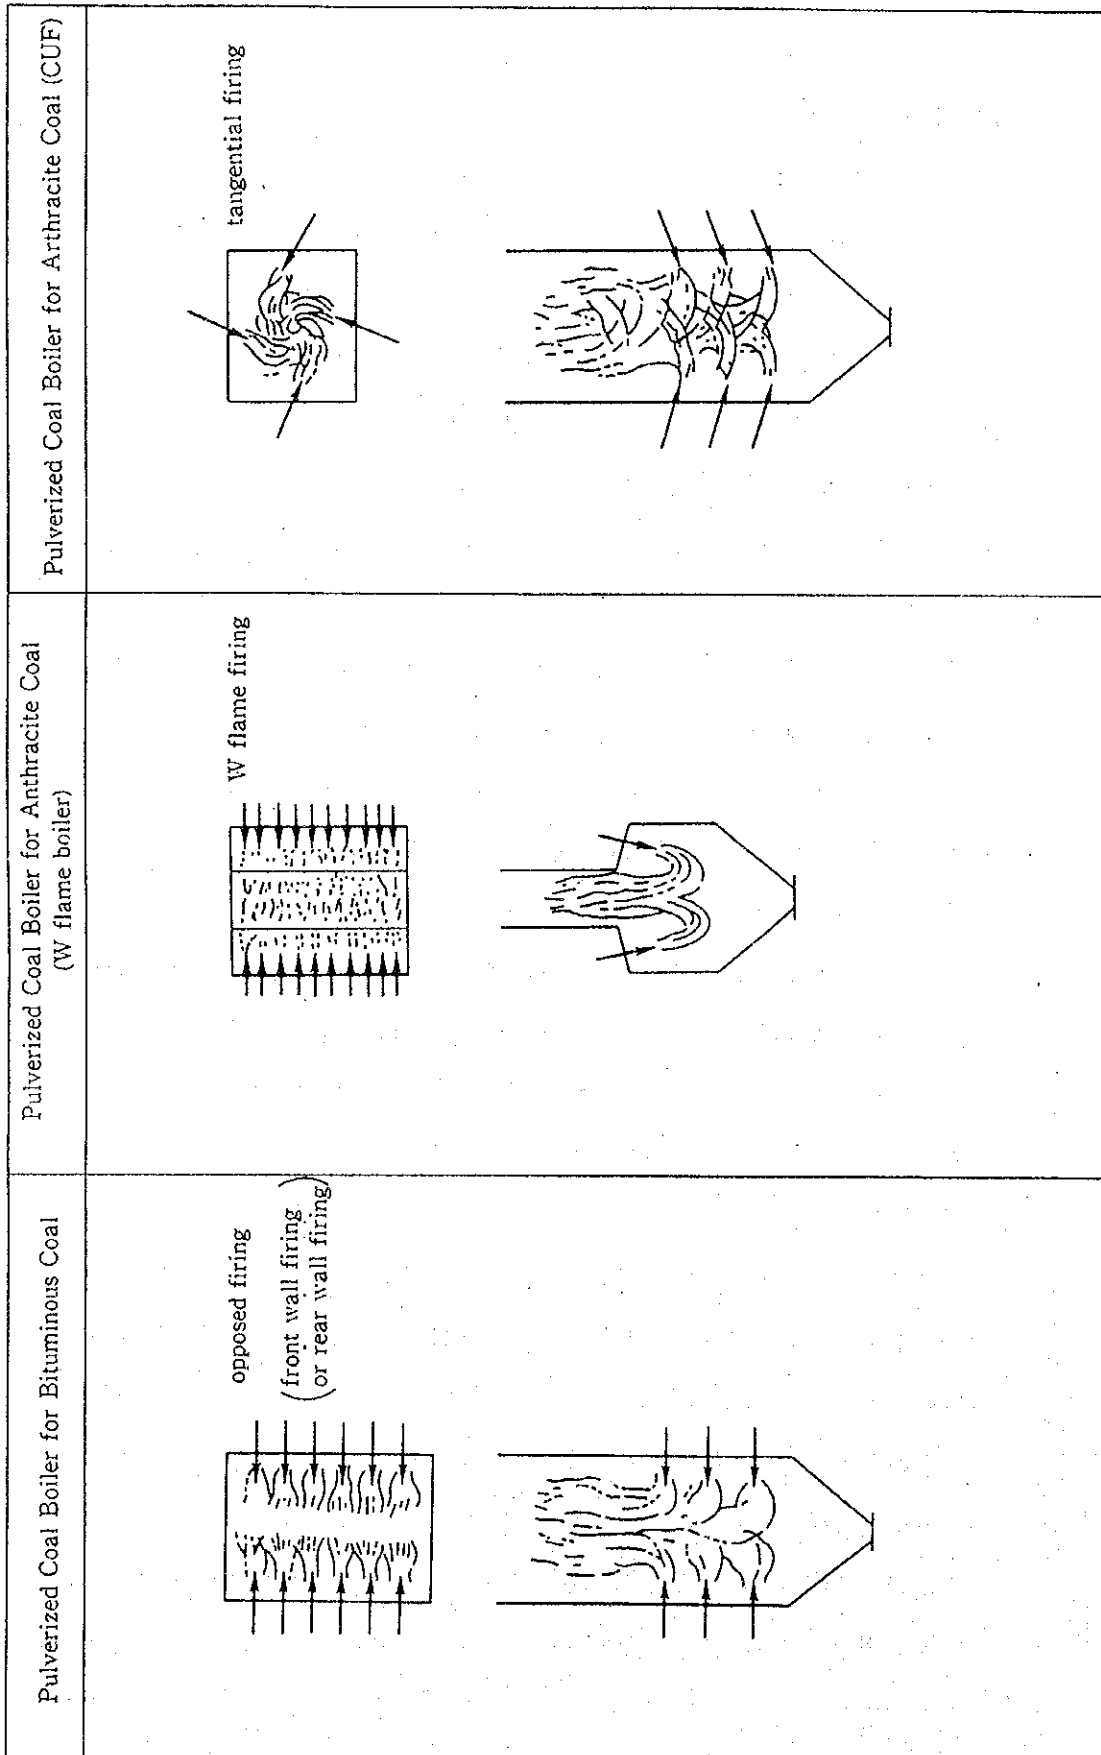 Pulverized Coal Boiler for Bituminous Coal
opposed firing
(front wall firing
or rear wall firing)
Pulverized Coal Boiler for Anthracite Coal
(W flame boiler)
W flame firing
Pulverized Coal Boiler for Arthracite Coal (CUF)
tangential firing